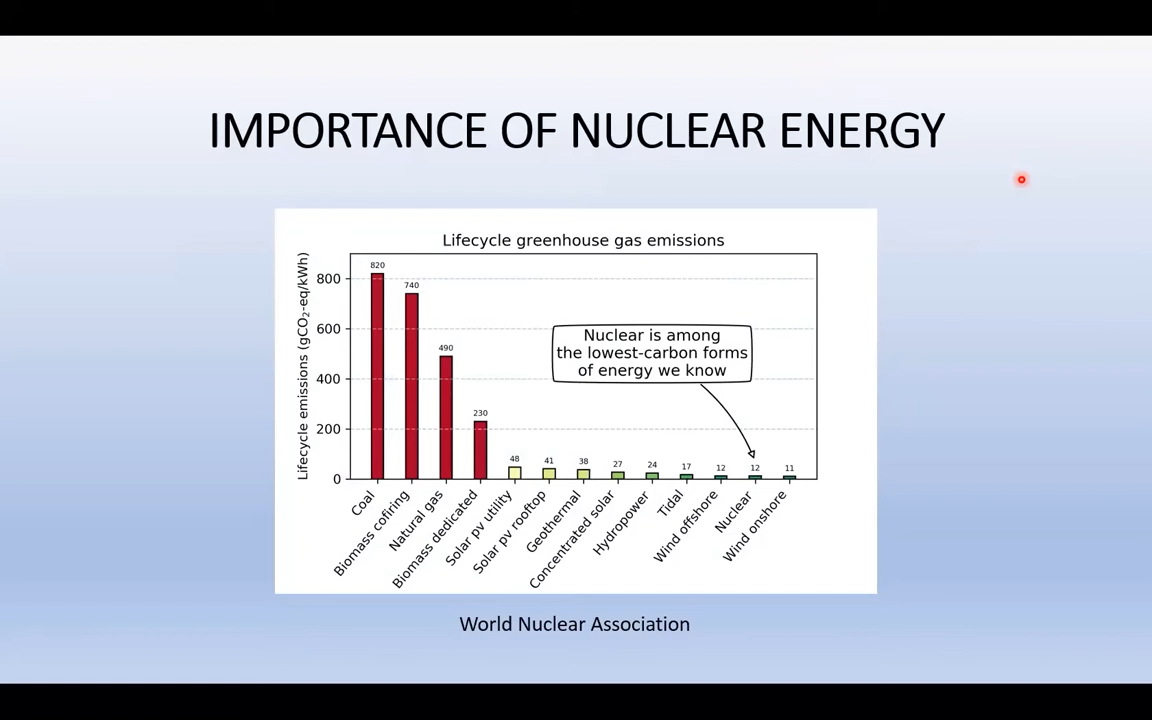 IMPORTANCE OF NUCLEAR ENERGY
Lifecycle greenhouse gas emissions
Lifecycle emissions (gCO₂-eq/kWh)
800
600
400
200
0
820
740
490
230
48
41
38
27
24
17
12
12
11
Nuclear is among
the lowest-carbon forms
of energy we know
Coal
Biomass cofiring
Natural gas
Biomass dedicated
Solar pv utility
Solar pv rooftop
Geothermal
Concentrated solar
Hydropower
Tidal
Wind offshore
Nuclear
Wind onshore
World Nuclear Association